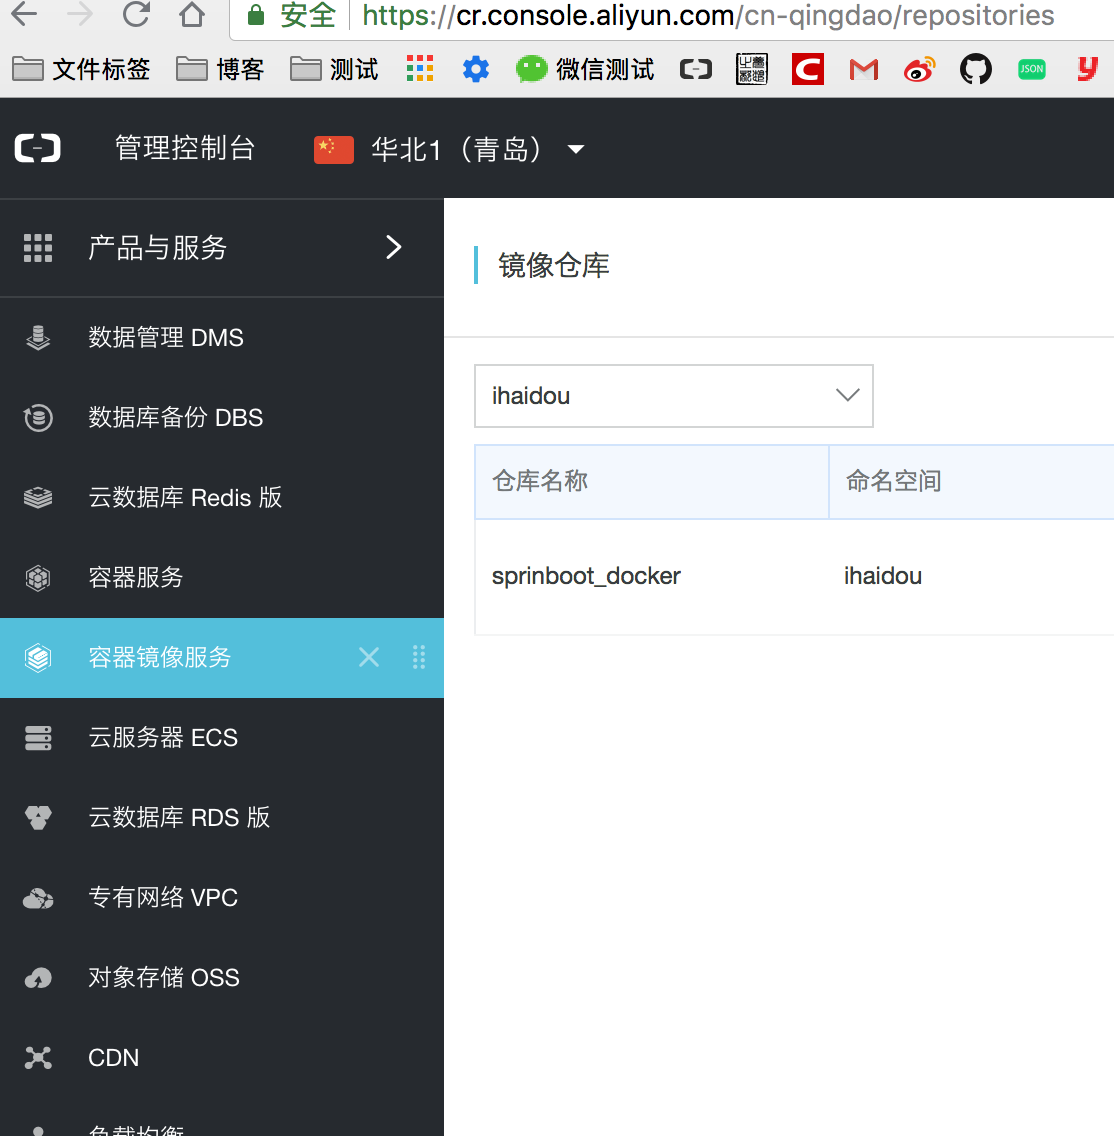 安全 https://cr.console.aliyun.com/cn-qingdao/repositories
文件标签 博客 测试 微信测试 JSON
管理控制台 华北1（青岛）
产品与服务
数据管理 DMS
数据库备份 DBS
云数据库 Redis 版
容器服务
容器镜像服务
云服务器 ECS
云数据库 RDS 版
专有网络 VPC
对象存储 OSS
CDN
负载均衡
镜像仓库
ihaidou
仓库名称 命名空间
sprinboot_docker ihaidou